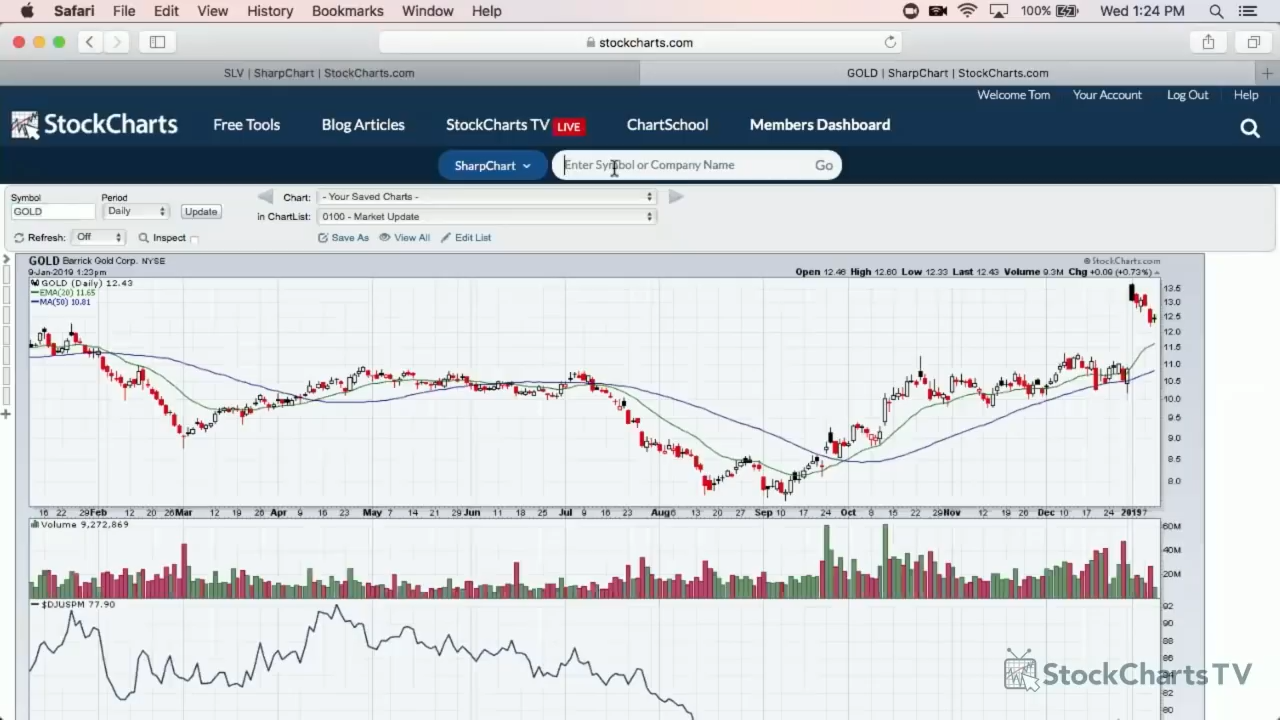 Safari File Edit View History Bookmarks Window Help 100% Wed 1:24 PM
stockcharts.com
SLV | SharpChart | StockCharts.com GOLD | SharpChart | StockCharts.com
Welcome Tom Your Account Log Out Help
StockCharts Free Tools Blog Articles StockCharts TV LIVE ChartSchool Members Dashboard
SharpChart Enter Symbol or Company Name Go
Symbol Period Chart: - Your Saved Charts -
GOLD Daily Update in ChartList: 0100 - Market Update
Refresh: Off Inspect Save As View All Edit List
GOLD Barrick Gold Corp. NYSE © StockCharts.com
9-Jan-2019 1:23pm Open 12.46 High 12.60 Low 12.33 Last 12.43 Volume 9.3M Chg +0.09 (+0.73%)
GOLD (Daily) 12.43
EMA(20) 11.65
MA(50) 10.81
13.5
13.0
12.5
12.0
11.5
11.0
10.5
10.0
9.5
9.0
8.5
8.0
16 22 29 Feb 12 20 26 Mar 12 19 26 Apr 9 16 23 May 7 14 21 29 Jun 11 18 25 Jul 9 16 23 Aug 6 13 20 27 Sep 10 17 24 Oct 8 15 22 29 Nov 12 19 26 Dec 10 17 24 2019 7
Volume 9,272,869
60M
40M
20M
$DJUSPM 77.90
92
90
88
86
84
82
80
StockChartsTV